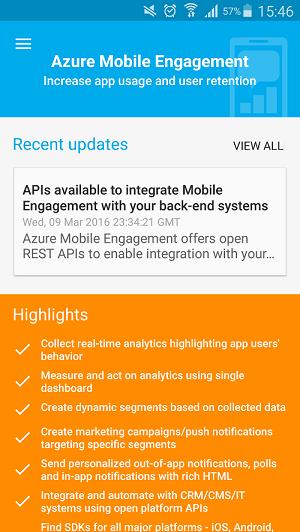 57% 15:46
Azure Mobile Engagement
Increase app usage and user retention
Recent updates VIEW ALL
APIs available to integrate Mobile
Engagement with your back-end systems
Wed, 09 Mar 2016 23:34:21 GMT
Azure Mobile Engagement offers open
REST APIs to enable integration with your...
Highlights
Collect real-time analytics highlighting app users'
behavior
Measure and act on analytics using single
dashboard
Create dynamic segments based on collected data
Create marketing campaigns/push notifications
targeting specific segments
Send personalized out-of-app notifications, polls
and in-app notifications with rich HTML
Integrate and automate with CRM/CMS/IT
systems using open platform APIs
Find SDKs for all major platforms - iOS, Android,